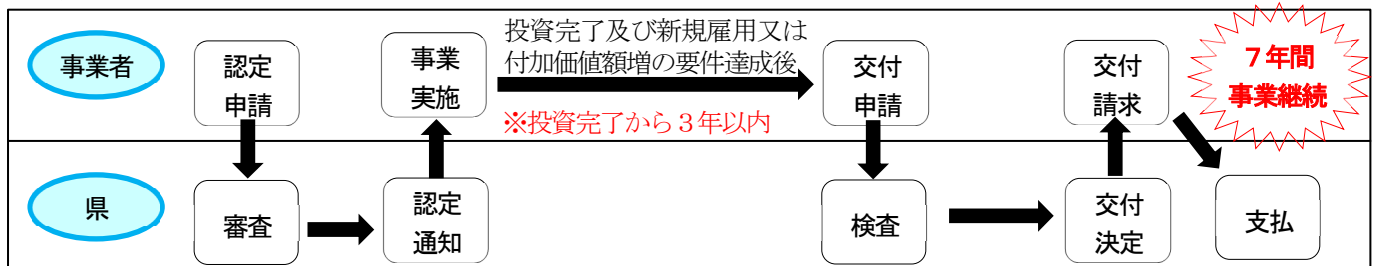 事業者
認定
申請
事業
実施
投資完了及び新規雇用又は
付加価値額増の要件達成後
※投資完了から３年以内
交付
申請
交付
請求
７年間
事業継続
県
審査
認定
通知
検査
交付
決定
支払